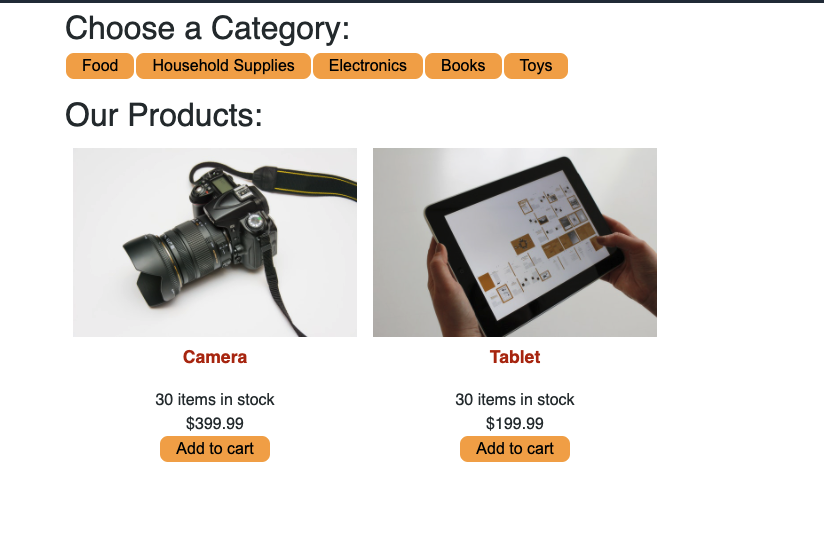 Choose a Category:
Food Household Supplies Electronics Books Toys
Our Products:
Camera
30 items in stock
$399.99
Add to cart
Tablet
30 items in stock
$199.99
Add to cart